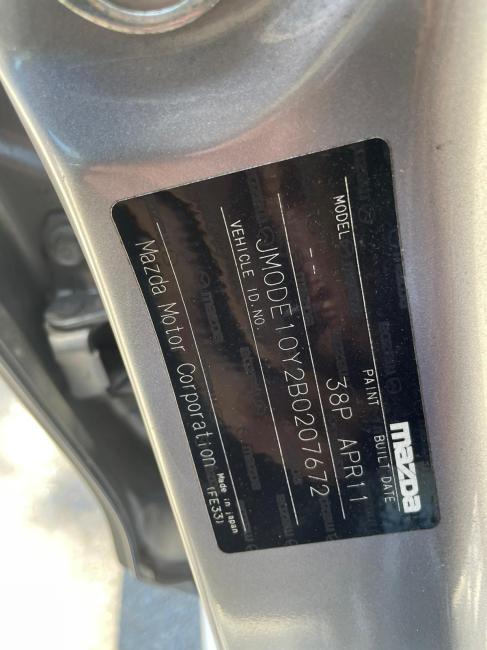 mazda
MODEL PAINT BUILT DATE
-- 38P APR11
JM0DE10Y2B0207672
VEHICLE ID.NO.
Mazda Motor Corporation Made in japan
(FE33)